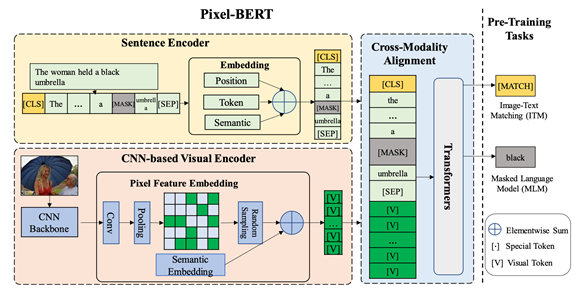 Pixel-BERT
Pre-Training
Tasks
Sentence Encoder
The woman held a black
umbrella
[CLS] The ... a [MASK] umbrell
a [SEP]
Embedding
Position
Token
Semantic
[CLS]
The
...
a
[MASK]
umbrella
[SEP]
Cross-Modality
Alignment
[CLS]
the
...
a
[MASK]
umbrella
[SEP]
[V]
[V]
...
[V]
[V]
Transformers
[MATCH]
Image-Text
Matching (ITM)
black
Masked Language
Model (MLM)
CNN-based Visual Encoder
Pixel Feature Embedding
CNN
Backbone
Conv
Pooling
Random
Sampling
Semantic
Embedding
[V]
[V]
...
[V]
[V]
Elementwise Sum
[·] Special Token
[V] Visual Token